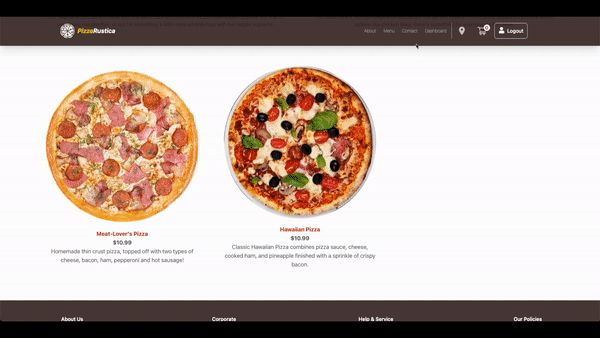 PizzaRustica
About
Menu
Contact
Dashboard
0
Logout
Meat-Lover's Pizza
$10.99
Homemade thin crust pizza, topped off with two types of
cheese, bacon, ham, pepperoni and hot sausage!
Hawaiian Pizza
$10.99
Classic Hawaiian Pizza combines pizza sauce, cheese,
cooked ham, and pineapple finished with a sprinkle of crispy
bacon.
About Us
Corporate
Help & Service
Our Policies